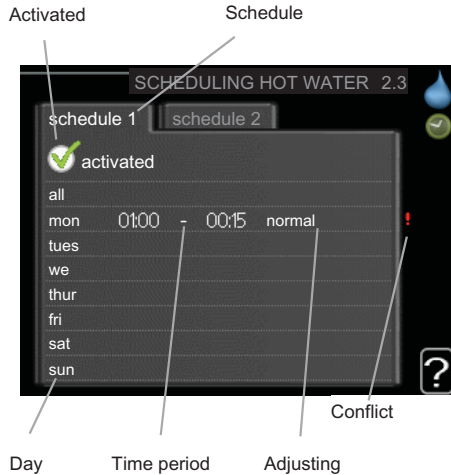 Activated Schedule
SCHEDULING HOT WATER 2.3
schedule 1 schedule 2
activated
all
mon 01:00 - 00:15 normal !
tues
we
thur
fri
sat
sun
?
Conflict
Day Time period Adjusting